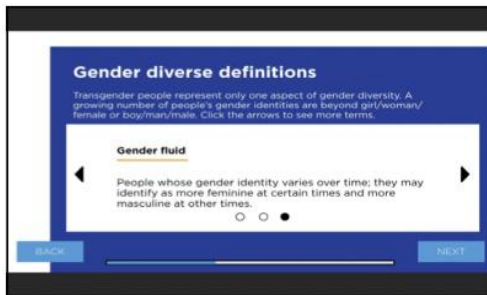 Gender diverse definitions
Transgender people represent only one aspect of gender diversity. A
growing number of people's gender identities are beyond girl/woman/
female or boy/man/male. Click the arrows to see more terms.
Gender fluid
People whose gender identity varies over time; they may
identify as more feminine at certain times and more
masculine at other times.
BACK
NEXT